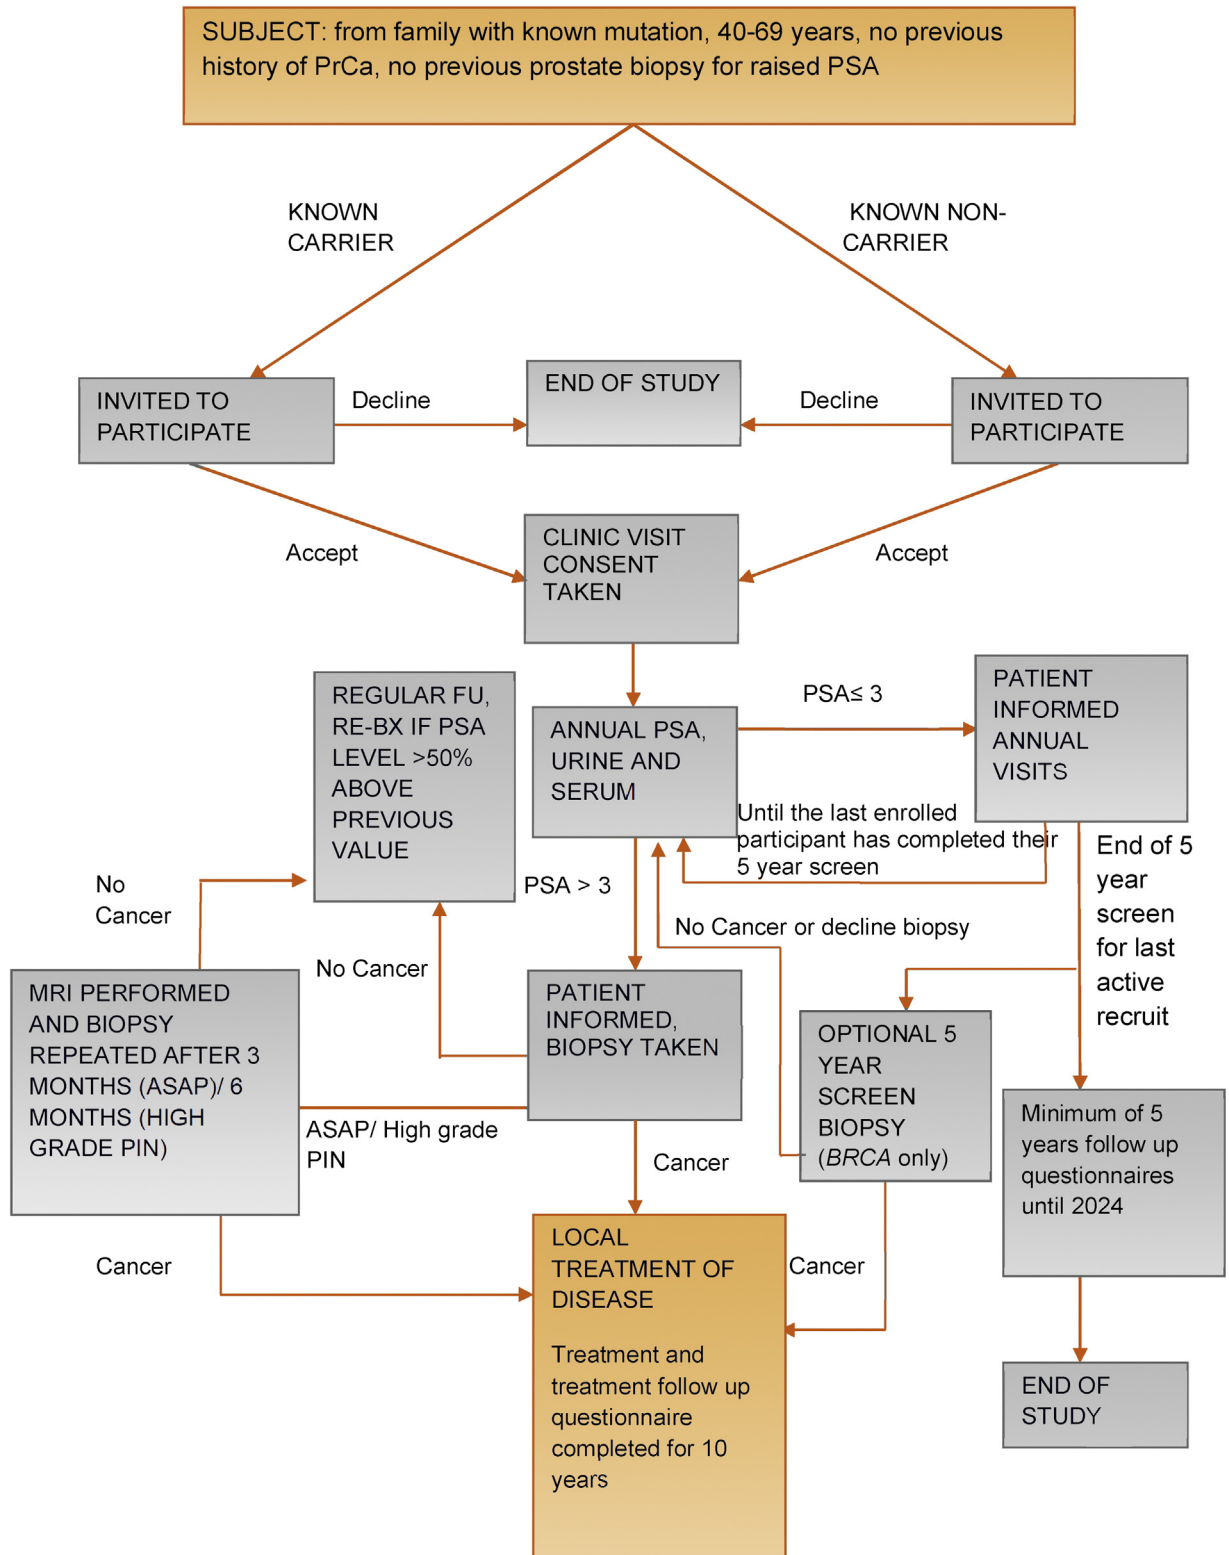 SUBJECT: from family with known mutation, 40-69 years, no previous
history of PrCa, no previous prostate biopsy for raised PSA
KNOWN
CARRIER
KNOWN NON-
CARRIER
INVITED TO
PARTICIPATE
Decline
END OF STUDY
Decline
INVITED TO
PARTICIPATE
Accept
CLINIC VISIT
CONSENT
TAKEN
Accept
REGULAR FU,
RE-BX IF PSA
LEVEL >50%
ABOVE
PREVIOUS
VALUE
ANNUAL PSA,
URINE AND
SERUM
PSA≤ 3
PATIENT
INFORMED
ANNUAL
VISITS
Until the last enrolled
participant has completed their
5 year screen
End of 5
year
screen
for last
active
recruit
No
Cancer
PSA > 3
No Cancer or decline biopsy
No Cancer
MRI PERFORMED
AND BIOPSY
REPEATED AFTER 3
MONTHS (ASAP)/ 6
MONTHS (HIGH
GRADE PIN)
PATIENT
INFORMED,
BIOPSY TAKEN
OPTIONAL 5
YEAR
SCREEN
BIOPSY
(BRCA only)
Minimum of 5
years follow up
questionnaires
until 2024
ASAP/ High grade
PIN
Cancer
Cancer
LOCAL
TREATMENT OF
DISEASE
Treatment and
treatment follow up
questionnaire
completed for 10
years
Cancer
END OF
STUDY